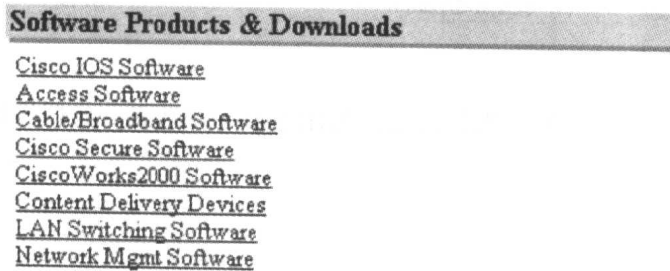 Software Products & Downloads
Cisco IOS Software
Access Software
Cable/Broadband Software
Cisco Secure Software
CiscoWorks2000 Software
Content Delivery Devices
LAN Switching Software
Network Mgmt Software